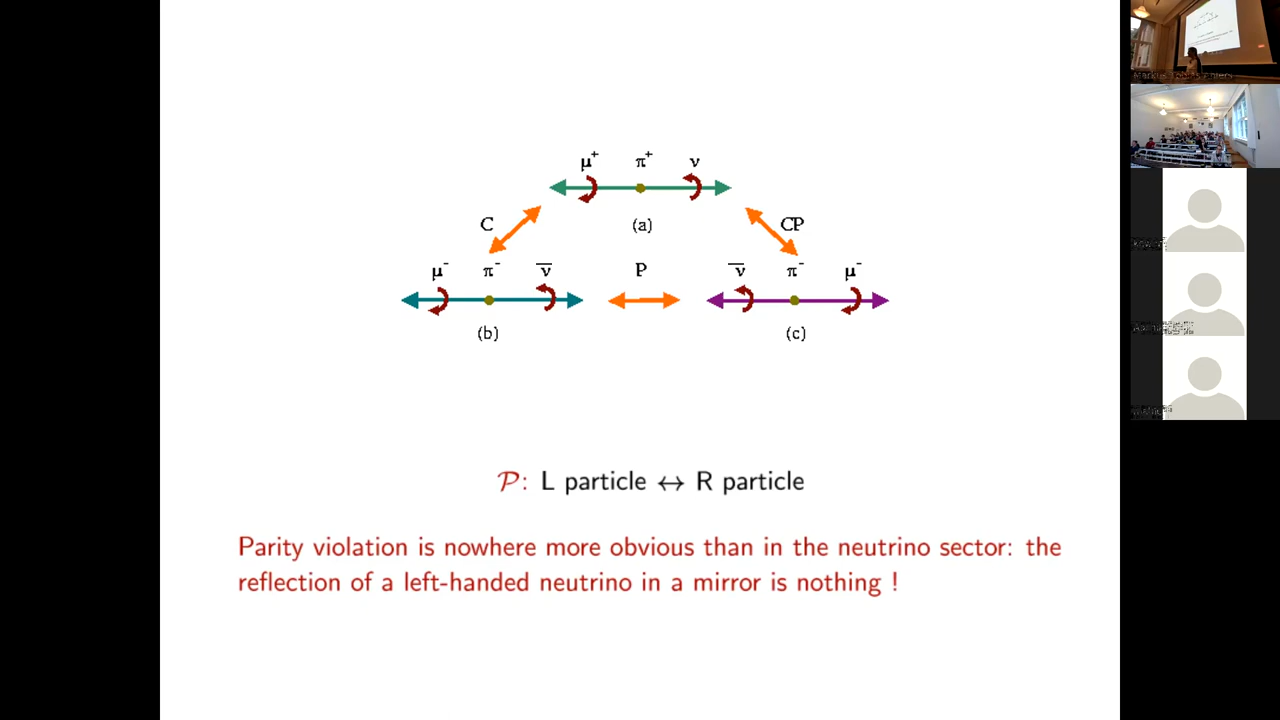 μ⁺ π⁺ ν
C (a) CP
μ⁻ π⁻ ν̅ P ν̅ π⁻ μ⁻
(b) (c)
𝒫: L particle ↔ R particle
Parity violation is nowhere more obvious than in the neutrino sector: the
reflection of a left-handed neutrino in a mirror is nothing !